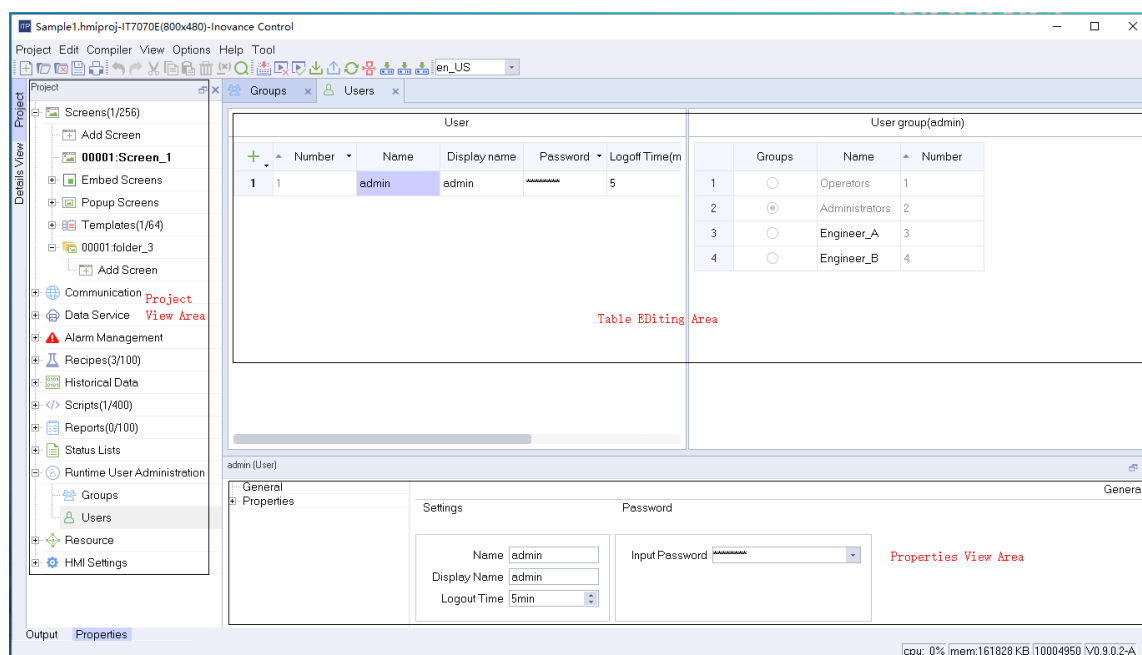 Sample1.hmiproj-IT7070E(800x480)-Inovance Control
Project Edit Compiler View Options Help Tool
en_US
Project
Details View
Project
Screens(1/256)
Add Screen
00001:Screen_1
Embed Screens
Popup Screens
Templates(1/64)
00001:folder_3
Add Screen
Communication
Data Service
Alarm Management
Recipes(3/100)
Historical Data
Scripts(1/400)
Reports(0/100)
Status Lists
Runtime User Administration
Groups
Users
Resource
HMI Settings
Project
View Area
Groups Users
User
Number Name Display name Password Logoff Time(m
1 1 admin admin ******** 5
User group(admin)
Groups Name Number
1 Operators 1
2 Administrators 2
3 Engineer_A 3
4 Engineer_B 4
Table EDiting Area
admin (User)
General
Properties
Genera
Settings
Name admin
Display Name admin
Logout Time 5min
Password
Input Password ********
Properties View Area
Output Properties
cpu: 0% mem:161828 KB 10004950 V0.9.0.2-A